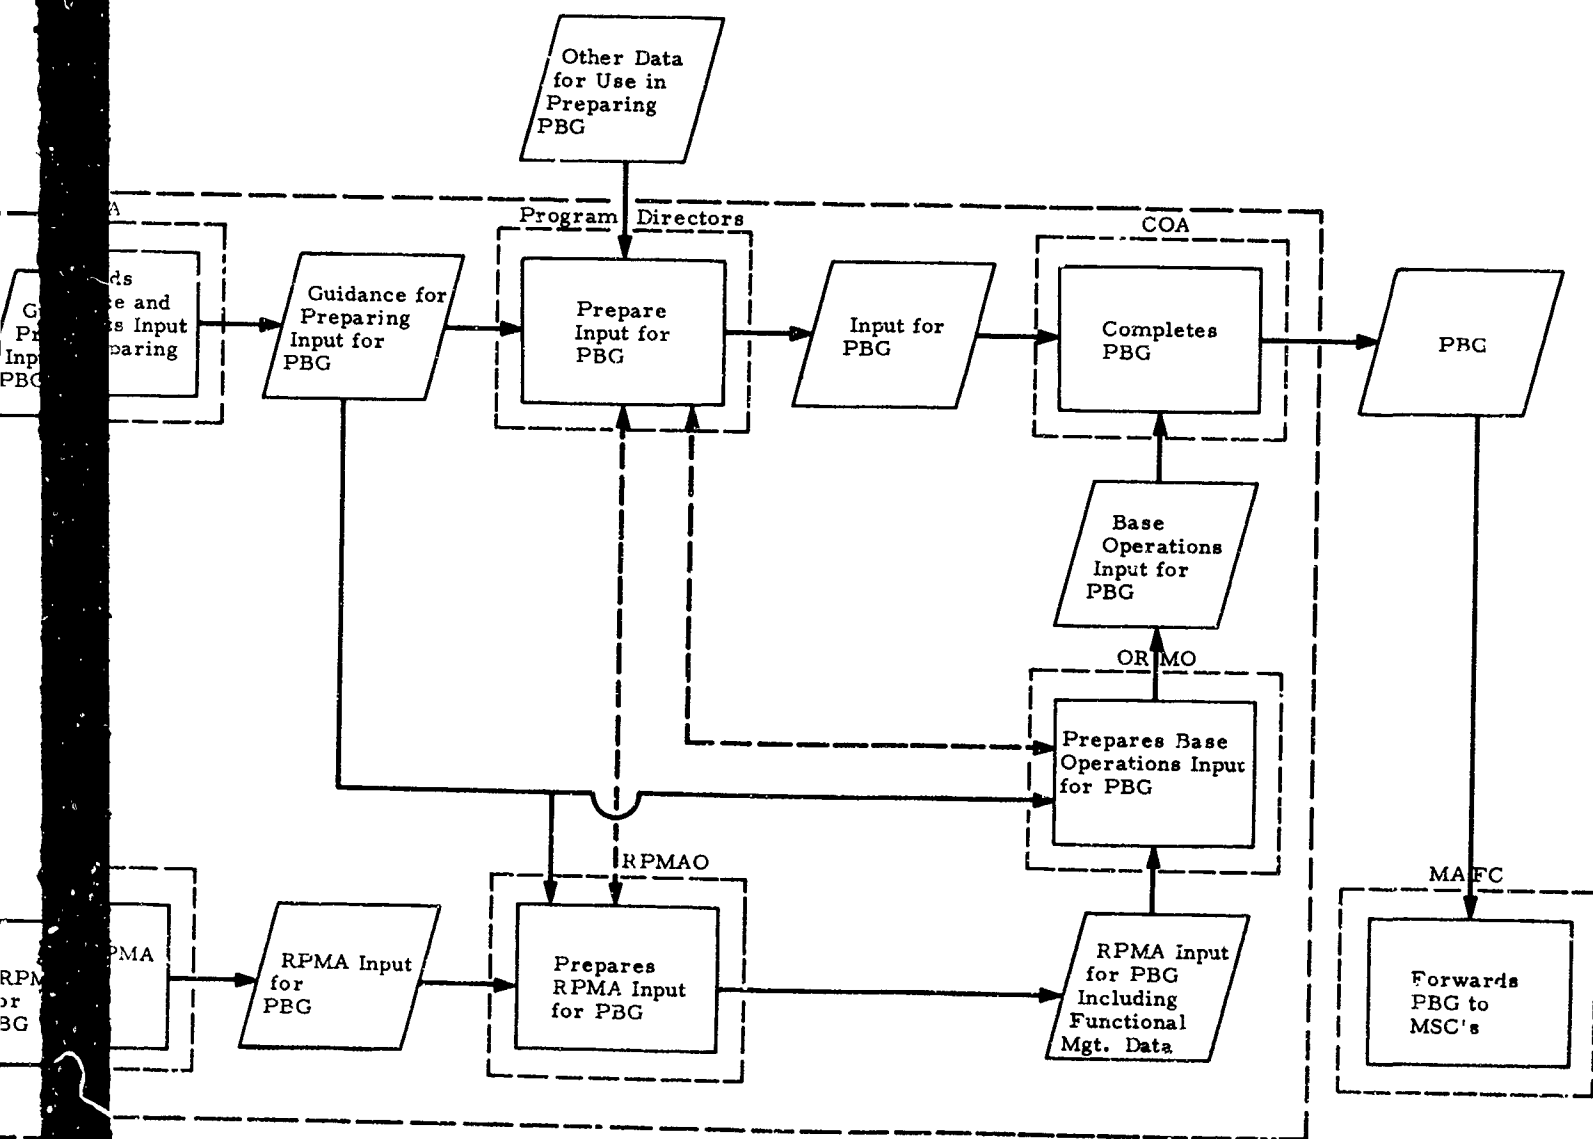 Other Data
for Use in
Preparing
PBG
Program Directors
COA
and
Input
Guidance for
Preparing
Input for
PBG
Prepare
Input for
PBG
Input for
PBG
Completes
PBG
PBG
Base
Operations
Input for
PBG
ORMO
Prepares Base
Operations Input
for PBG
RPMAO
MAFC
RPMA Input
for
PBG
Prepares
RPMA Input
for PBG
RPMA Input
for PBG
Including
Functional
Mgt. Data
Forwards
PBG to
MSC's